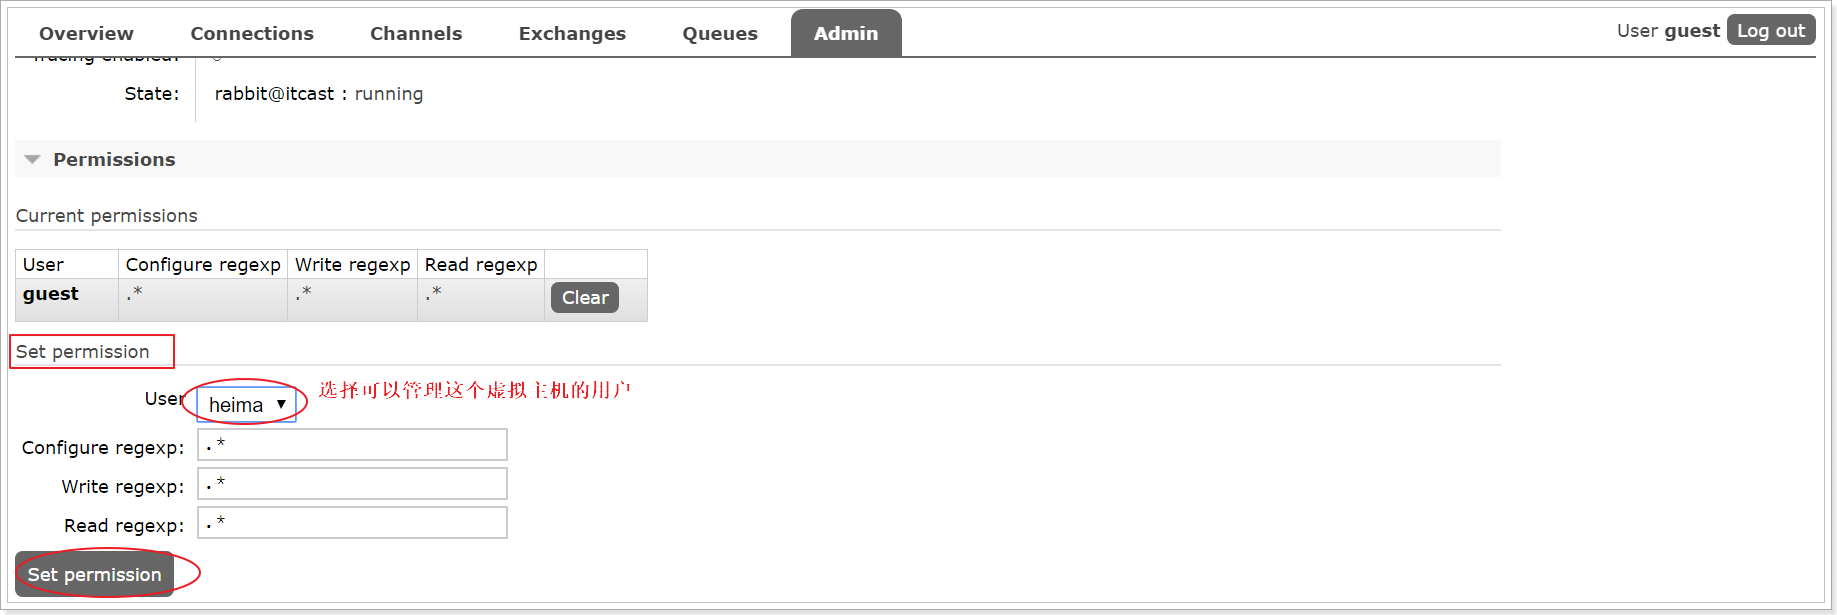 Overview Connections Channels Exchanges Queues Admin User guest Log out
Tracing enabled:
State: rabbit@itcast : running
Permissions
Current permissions
User Configure regexp Write regexp Read regexp
guest .* .* .* Clear
Set permission
User heima 选择可以管理这个虚拟主机的用户
Configure regexp: .*
Write regexp: .*
Read regexp: .*
Set permission